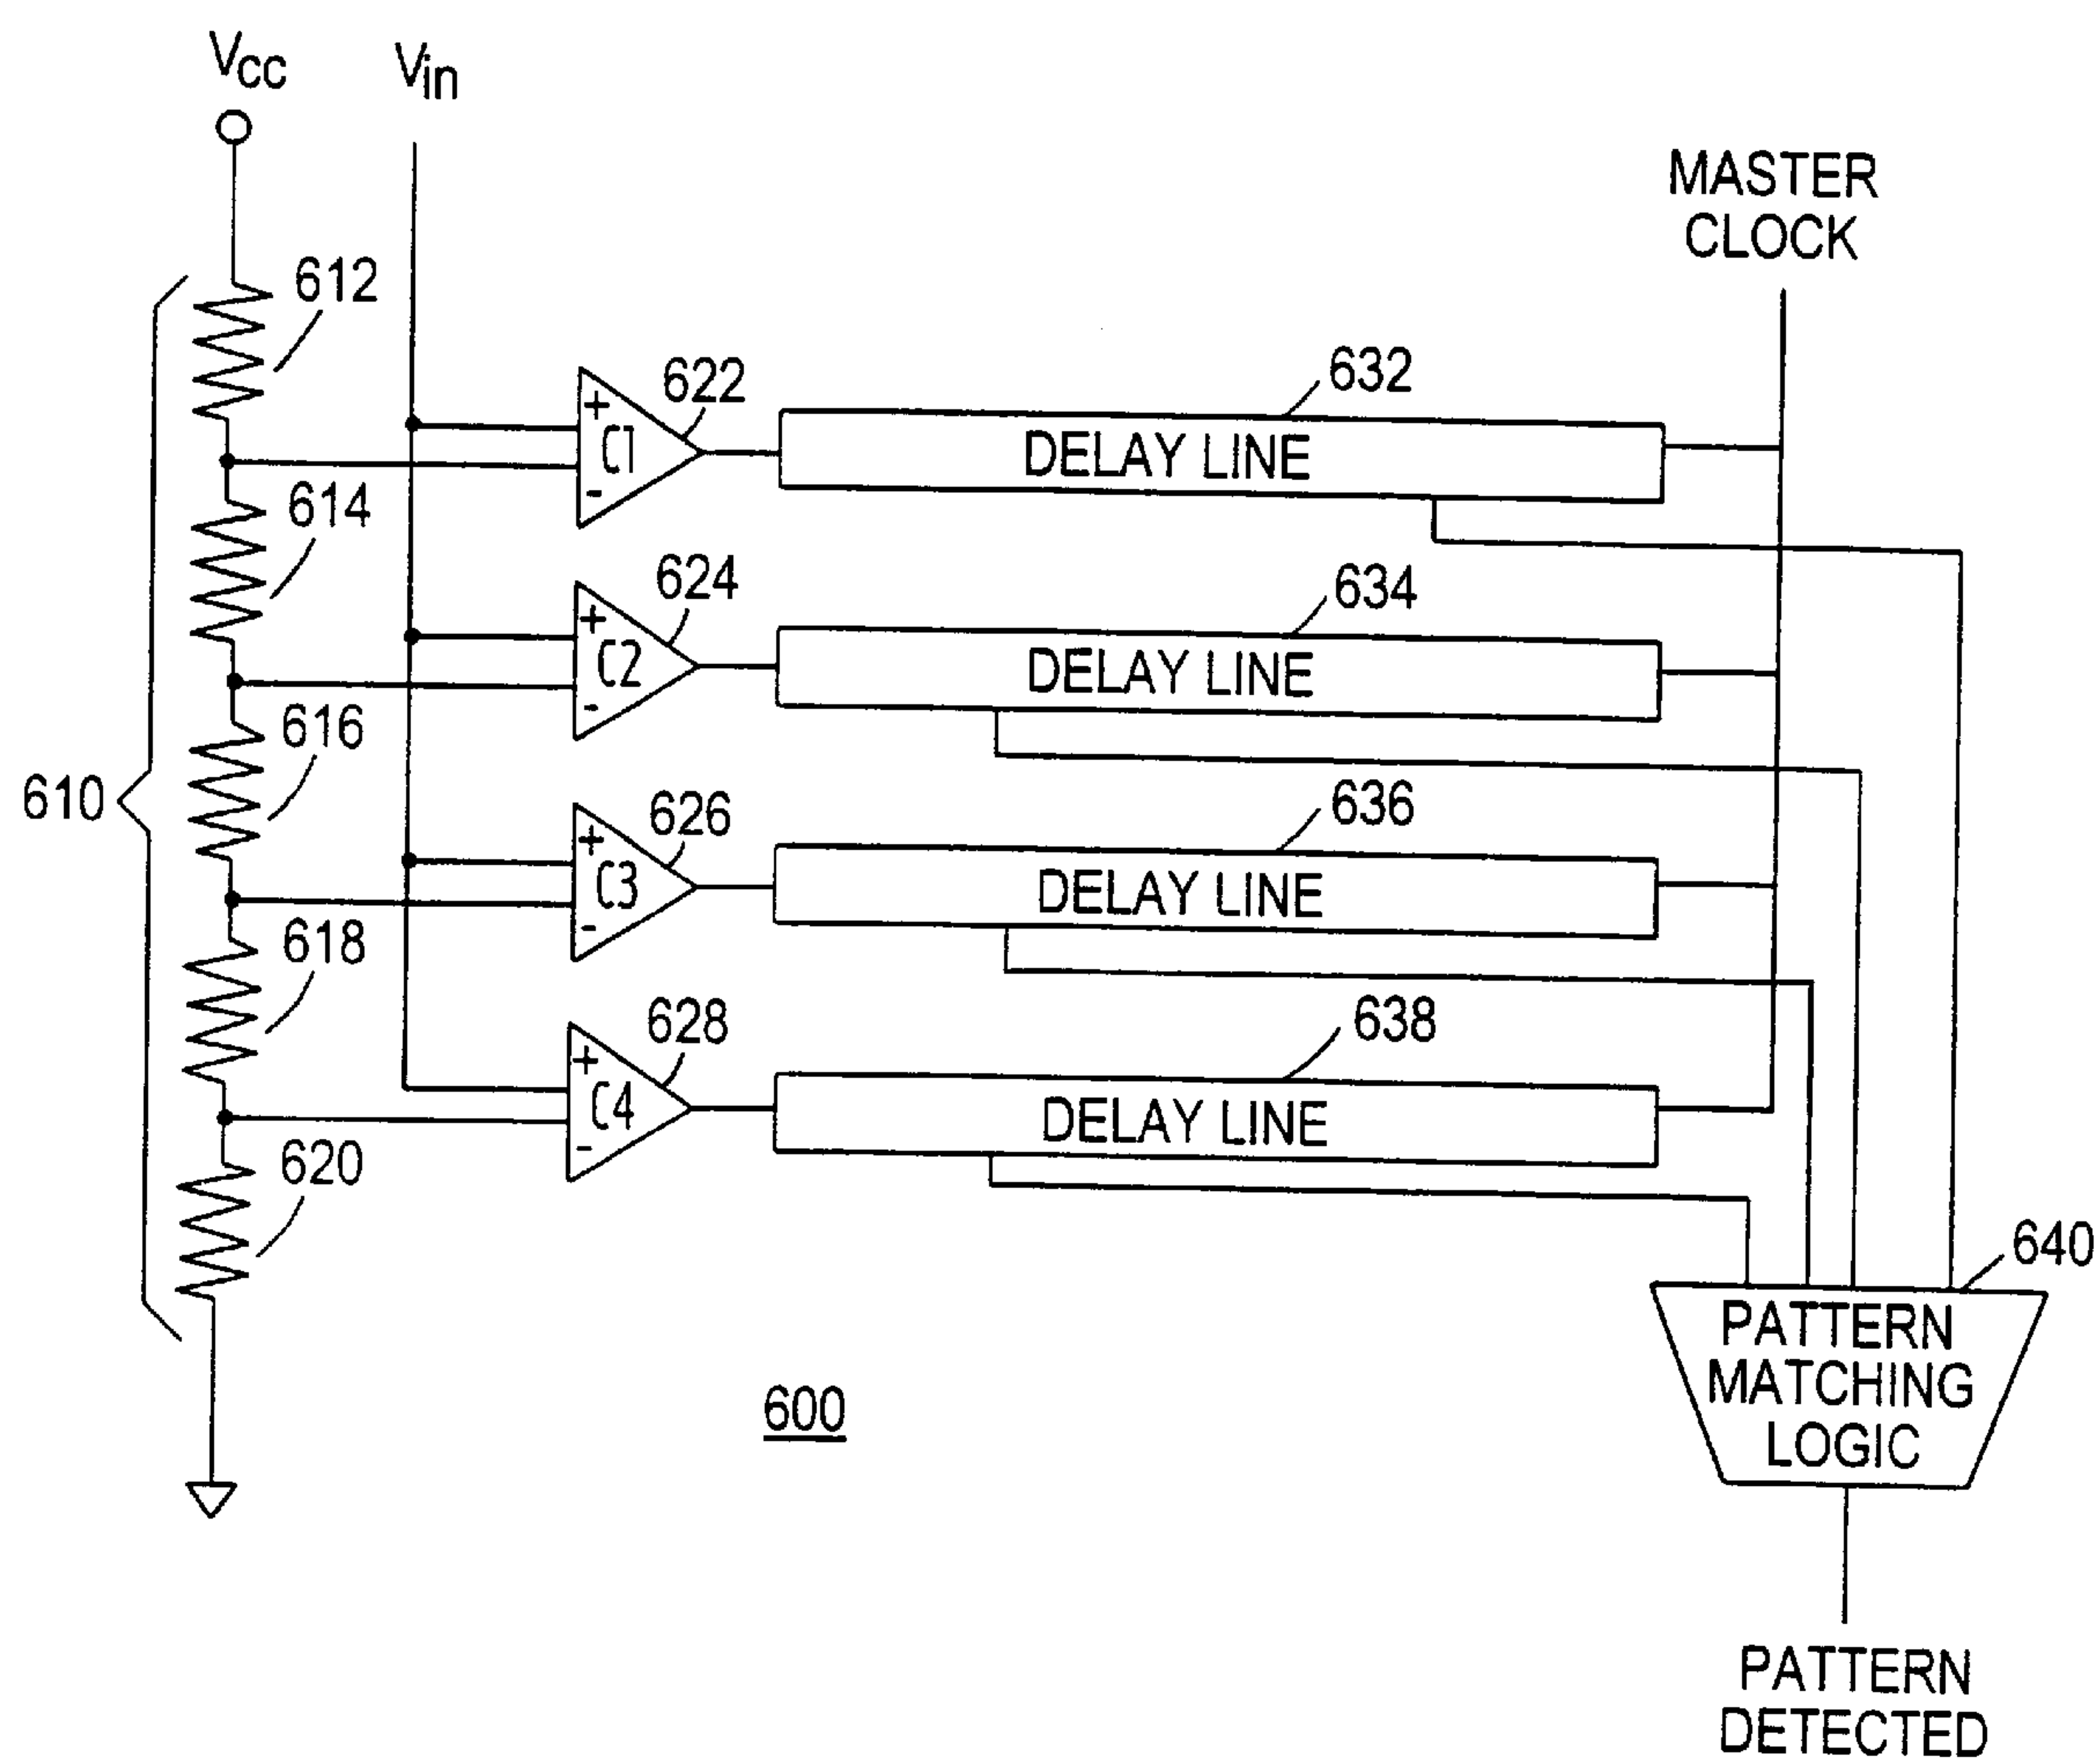 Vcc
Vin
MASTER
CLOCK
612
622
632
C1
+
-
DELAY LINE
614
624
634
C2
+
-
DELAY LINE
616
610
626
636
C3
+
-
DELAY LINE
618
628
638
C4
+
-
DELAY LINE
620
640
PATTERN
MATCHING
LOGIC
600
PATTERN
DETECTED